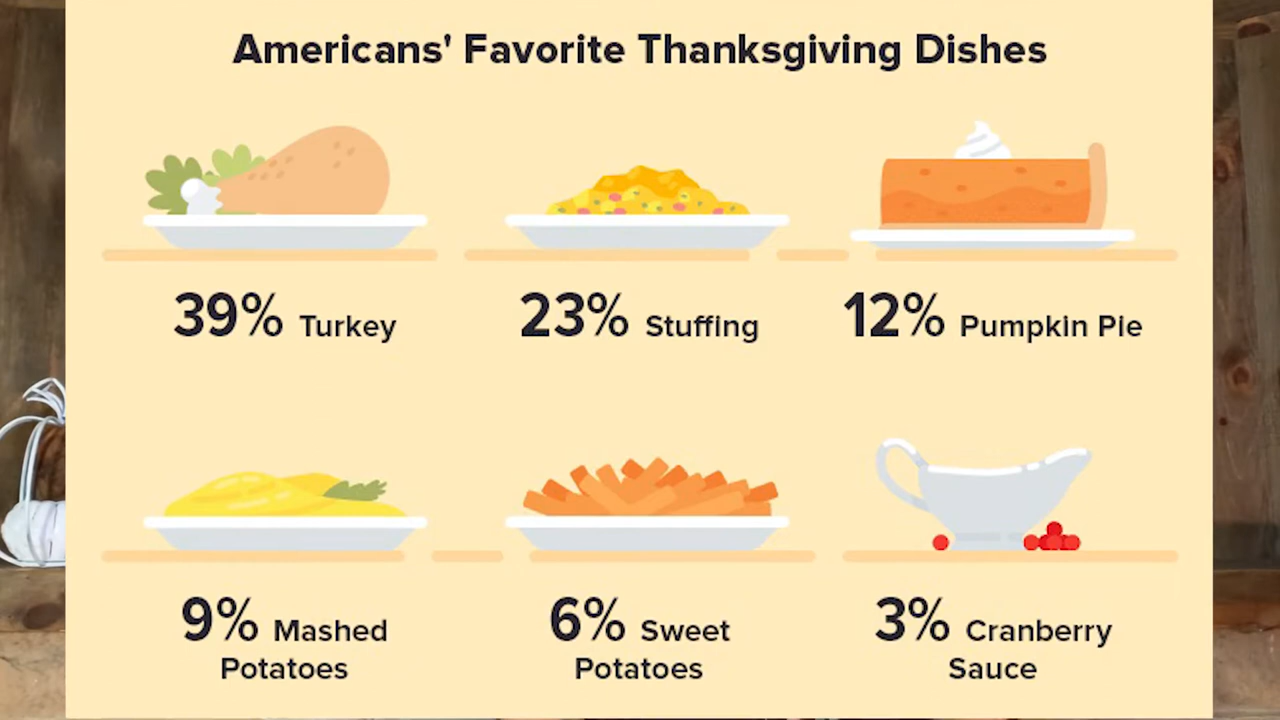 Americans' Favorite Thanksgiving Dishes
39% Turkey
23% Stuffing
12% Pumpkin Pie
9% Mashed
Potatoes
6% Sweet
Potatoes
3% Cranberry
Sauce